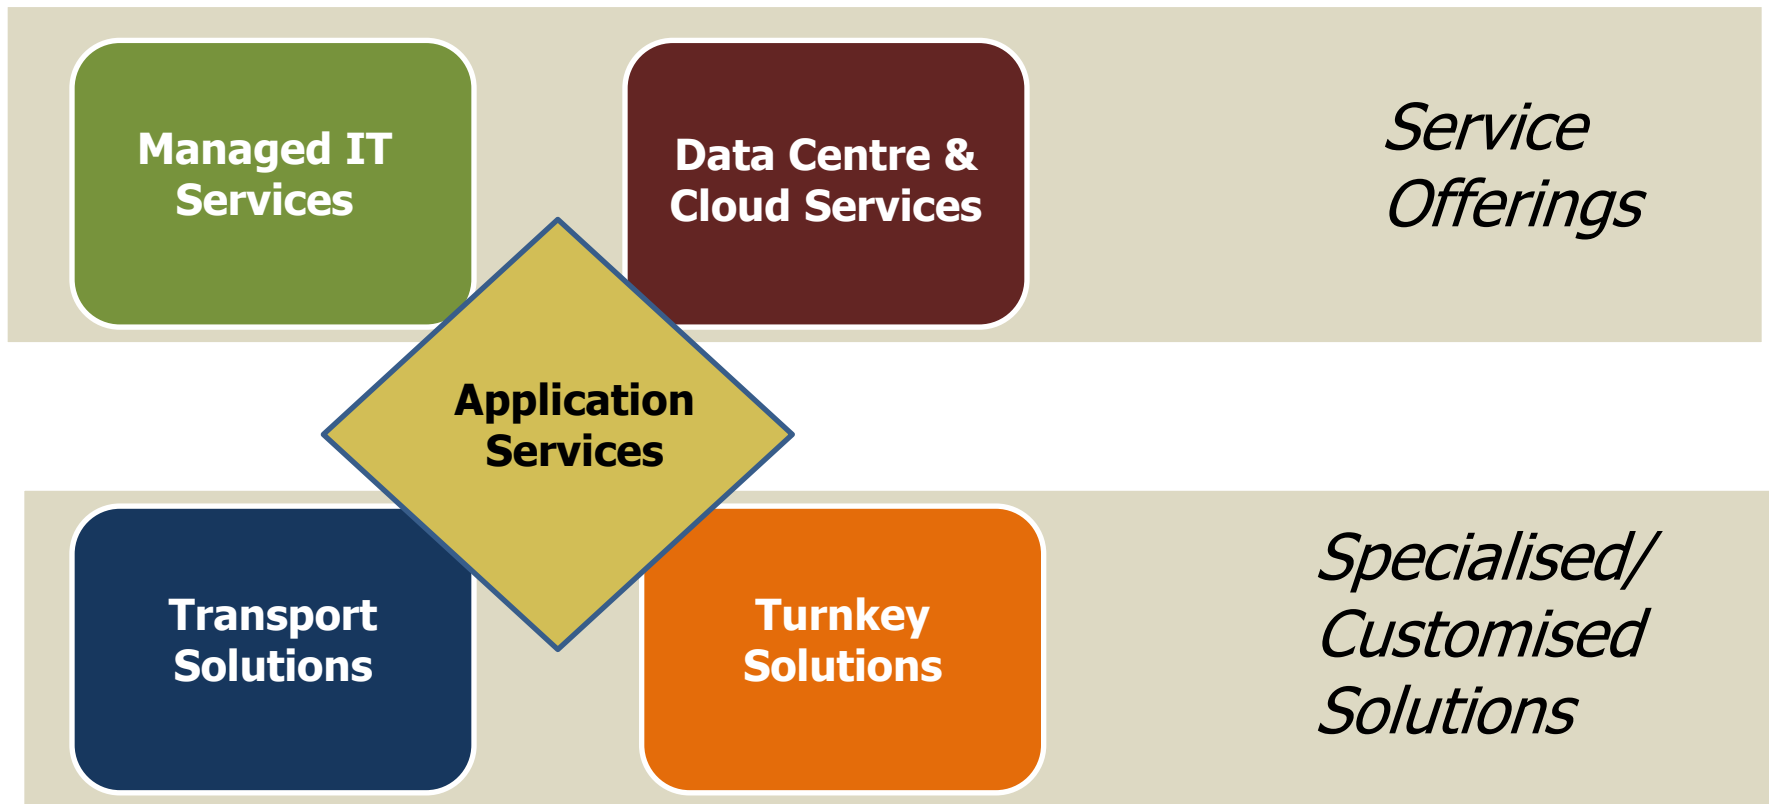 Managed IT
Services
Data Centre &
Cloud Services
Service
Offerings
Application
Services
Transport
Solutions
Turnkey
Solutions
Specialised/
Customised
Solutions